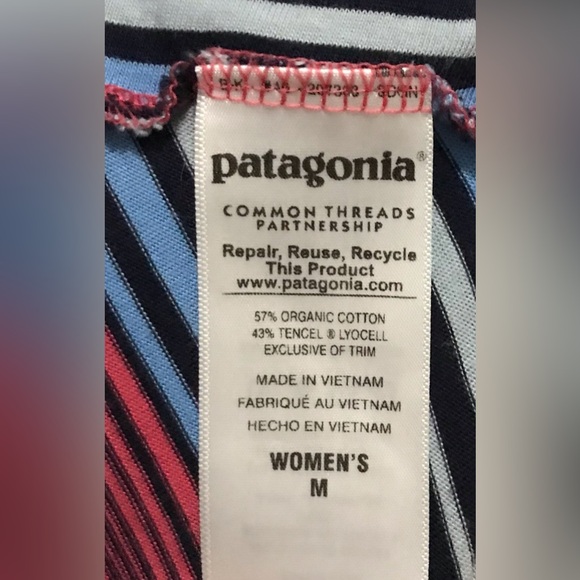 patagonia®
COMMON THREADS
PARTNERSHIP
Repair, Reuse, Recycle
This Product
www.patagonia.com
57% ORGANIC COTTON
43% TENCEL ® LYOCELL
EXCLUSIVE OF TRIM
MADE IN VIETNAM
FABRIQUÉ AU VIETNAM
HECHO EN VIETNAM
WOMEN'S
M